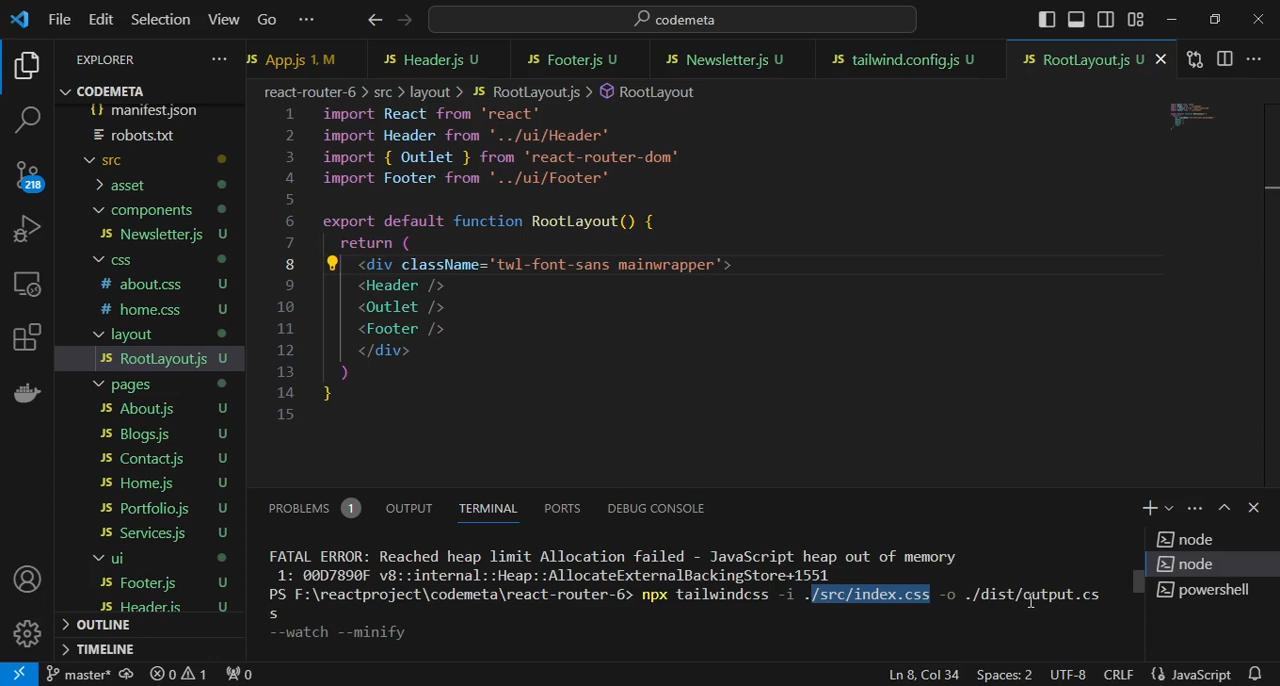 File Edit Selection View Go ··· codemeta
EXPLORER ···
App.js 1, M
JS Header.js U
JS Footer.js U
JS Newsletter.js U
JS tailwind.config.js U
JS RootLayout.js U
CODEMETA
manifest.json
robots.txt
src
asset
components
JS Newsletter.js U
css
# about.css U
# home.css U
layout
JS RootLayout.js U
pages
JS About.js U
JS Blogs.js U
JS Contact.js U
JS Home.js U
JS Portfolio.js U
JS Services.js U
ui
JS Footer.js U
JS Header.js U
OUTLINE
TIMELINE
218
react-router-6 > src > layout > JS RootLayout.js > RootLayout
1 import React from 'react'
2 import Header from '../ui/Header'
3 import { Outlet } from 'react-router-dom'
4 import Footer from '../ui/Footer'
5
6 export default function RootLayout() {
7 return (
8 <div className='twl-font-sans mainwrapper'>
9 <Header />
10 <Outlet />
11 <Footer />
12 </div>
13 )
14 }
15
PROBLEMS 1 OUTPUT TERMINAL PORTS DEBUG CONSOLE
FATAL ERROR: Reached heap limit Allocation failed - JavaScript heap out of memory
1: 00D7890F v8::internal::Heap::AllocateExternalBackingStore+1551
PS F:\reactproject\codemeta\react-router-6> npx tailwindcss -i ./src/index.css -o ./dist/output.cs
s
--watch --minify
node
node
powershell
master* 0 1 0 Ln 8, Col 34 Spaces: 2 UTF-8 CRLF JavaScript